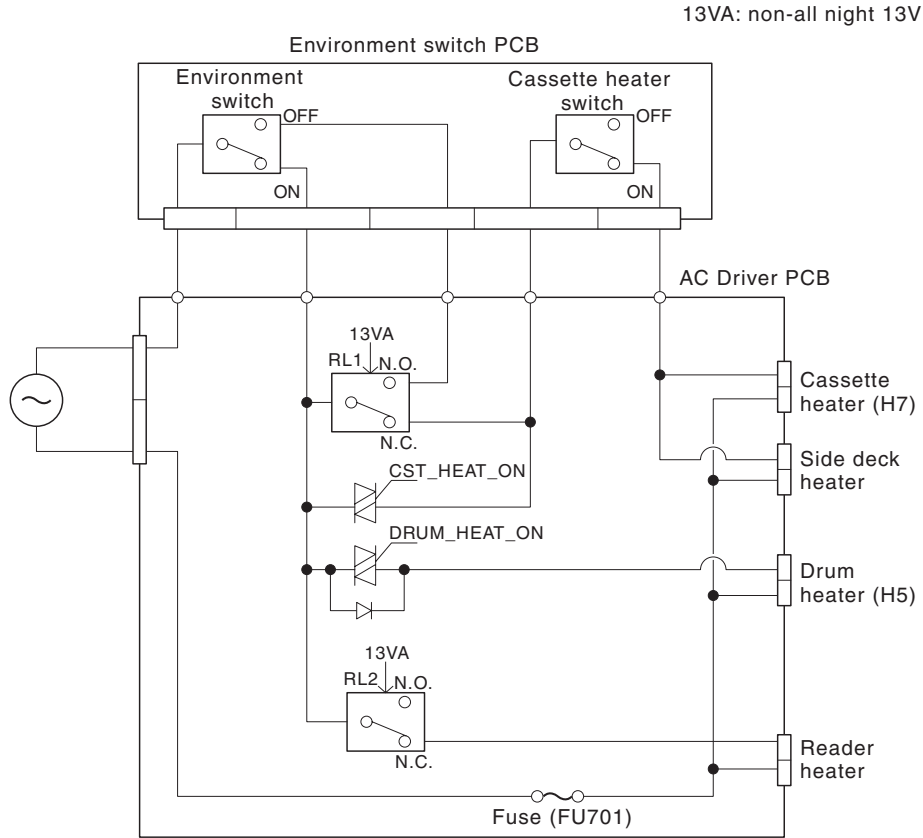 13VA: non-all night 13V
Environment switch PCB
Environment
switch
Cassette heater
switch
OFF
OFF
ON
ON
AC Driver PCB
13VA
RL1
N.O.
N.C.
Cassette
heater (H7)
Side deck
heater
CST_HEAT_ON
DRUM_HEAT_ON
Drum
heater (H5)
13VA
RL2
N.O.
N.C.
Reader
heater
Fuse (FU701)